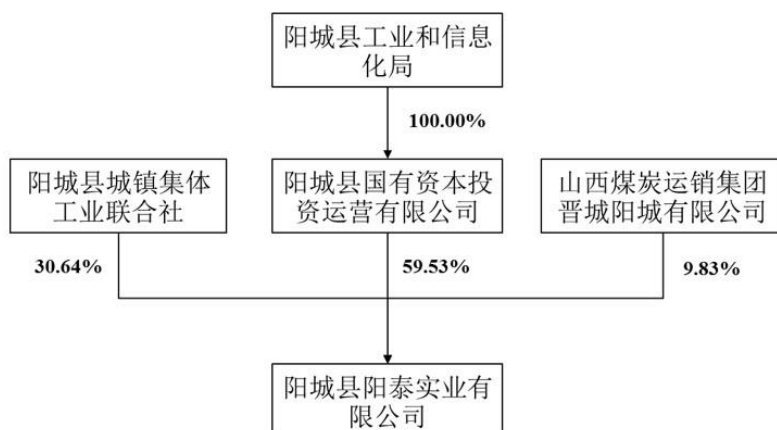 阳城县工业和信息
化局
100.00%
阳城县城镇集体
工业联合社
阳城县国有资本投
资运营有限公司
山西煤炭运销集团
晋城阳城有限公司
30.64%
59.53%
9.83%
阳城县阳泰实业有
限公司